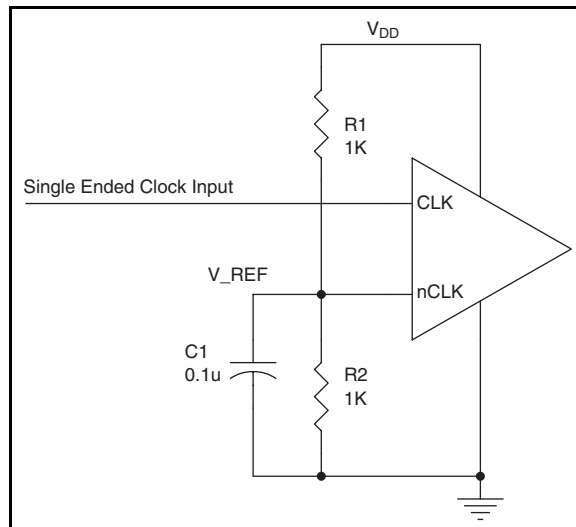 V_DD
R1
1K
Single Ended Clock Input
CLK
V_REF
nCLK
C1
0.1u
R2
1K